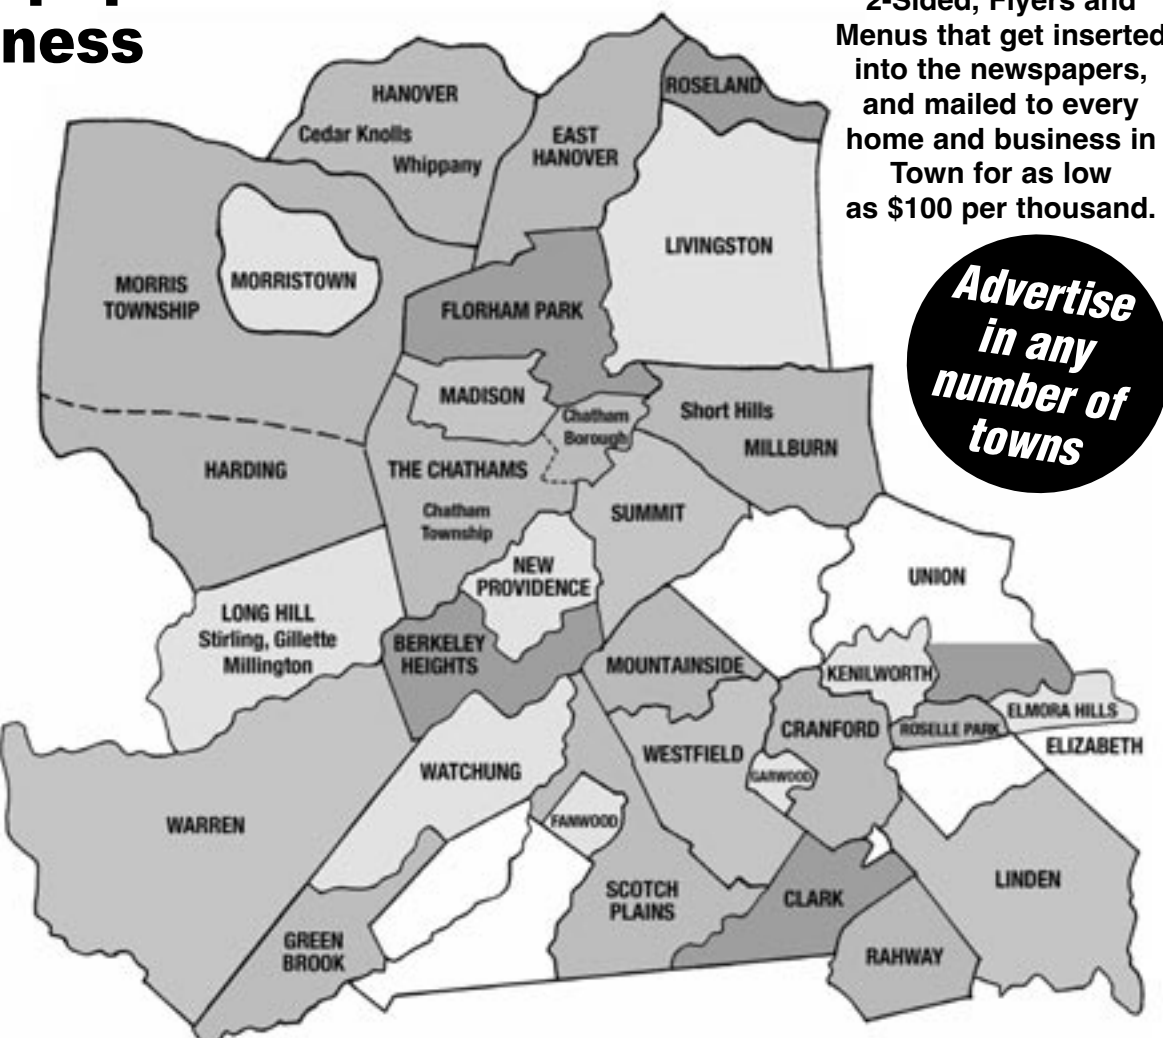 ness
2-Sided, Flyers and
Menus that get inserted
into the newspapers,
and mailed to every
home and business in
Town for as low
as $100 per thousand.
Advertise
in any
number of
towns
HANOVER
Cedar Knolls
Whippany
EAST
HANOVER
ROSELAND
LIVINGSTON
MORRIS
TOWNSHIP
MORRISTOWN
FLORHAM PARK
MADISON
Chatham
Borough
Short Hills
MILLBURN
HARDING
THE CHATHAMS
Chatham
Township
SUMMIT
NEW
PROVIDENCE
UNION
LONG HILL
Stirling, Gillette
Millington
BERKELEY
HEIGHTS
MOUNTAINSIDE
KENILWORTH
ELMORA HILLS
ROSELLE PARK
CRANFORD
ELIZABETH
WESTFIELD
GARWOOD
WATCHUNG
FANWOOD
WARREN
SCOTCH
PLAINS
CLARK
LINDEN
GREEN
BROOK
RAHWAY